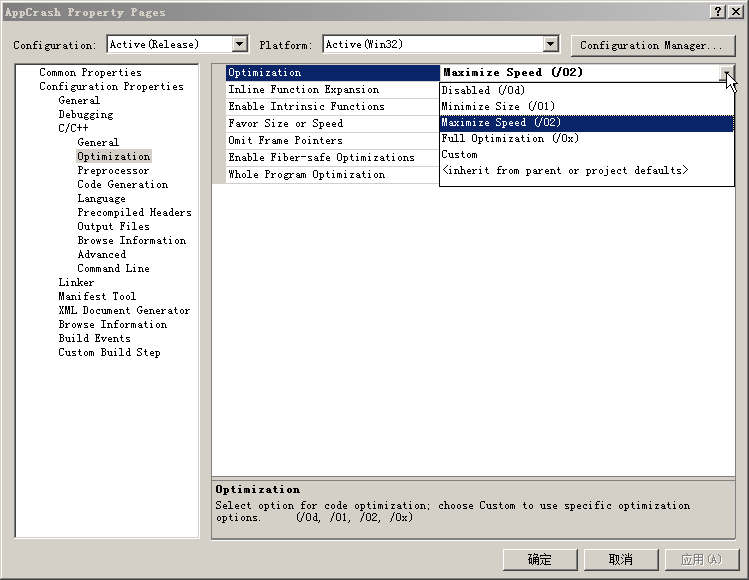 AppCrash Property Pages
Configuration: Active(Release) Platform: Active(Win32) Configuration Manager...
Common Properties
Configuration Properties
General
Debugging
C/C++
General
Optimization
Preprocessor
Code Generation
Language
Precompiled Headers
Output Files
Browse Information
Advanced
Command Line
Linker
Manifest Tool
XML Document Generator
Browse Information
Build Events
Custom Build Step
Optimization Maximize Speed (/O2)
Inline Function Expansion
Enable Intrinsic Functions
Favor Size or Speed
Omit Frame Pointers
Enable Fiber-safe Optimizations
Whole Program Optimization
Disabled (/Od)
Minimize Size (/O1)
Maximize Speed (/O2)
Full Optimization (/Ox)
Custom
<inherit from parent or project defaults>
Optimization
Select option for code optimization; choose Custom to use specific optimization
options. (/Od, /O1, /O2, /Ox)
确定 取消 应用(A)